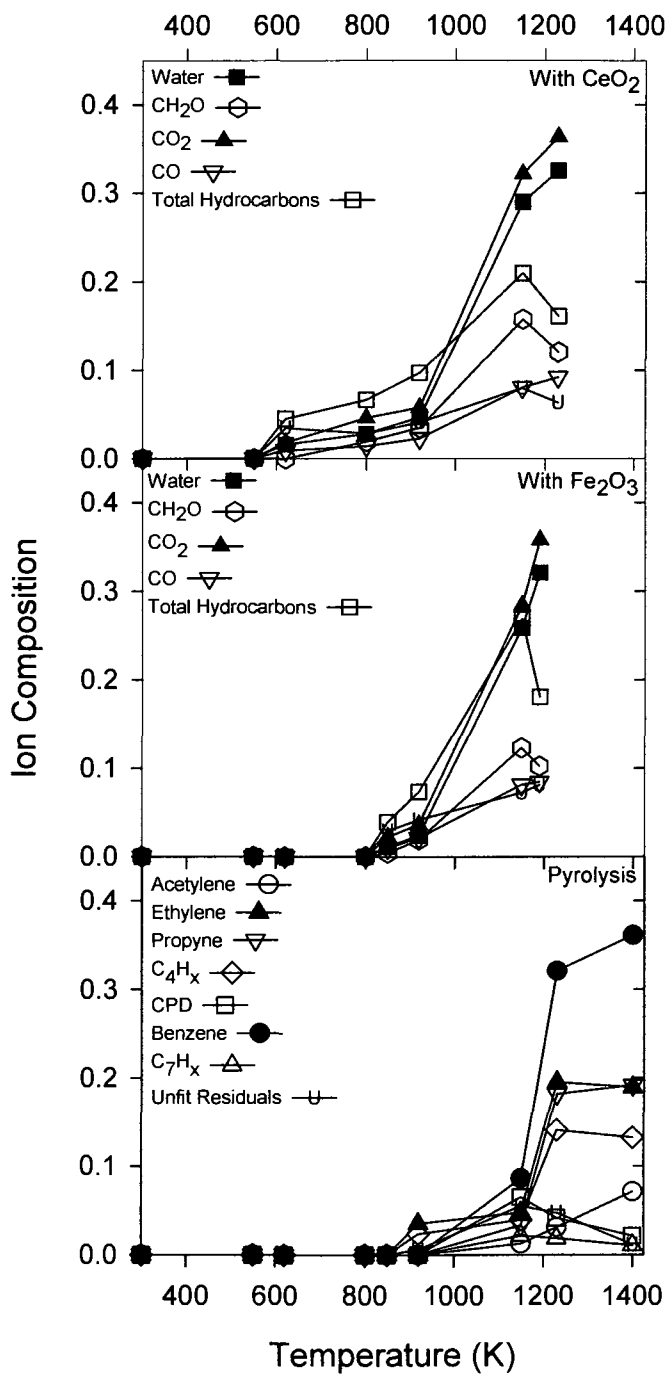 400 600 800 1000 1200 1400
With CeO₂
Water
CH₂O
CO₂
CO
Total Hydrocarbons
0.4
0.3
0.2
0.1
0.0
With Fe₂O₃
Water
CH₂O
CO₂
CO
Total Hydrocarbons
0.4
0.3
0.2
0.1
0.0
Ion Composition
Pyrolysis
Acetylene
Ethylene
Propyne
C₄Hₓ
CPD
Benzene
C₇Hₓ
Unfit Residuals
0.4
0.3
0.2
0.1
0.0
400 600 800 1000 1200 1400
Temperature (K)